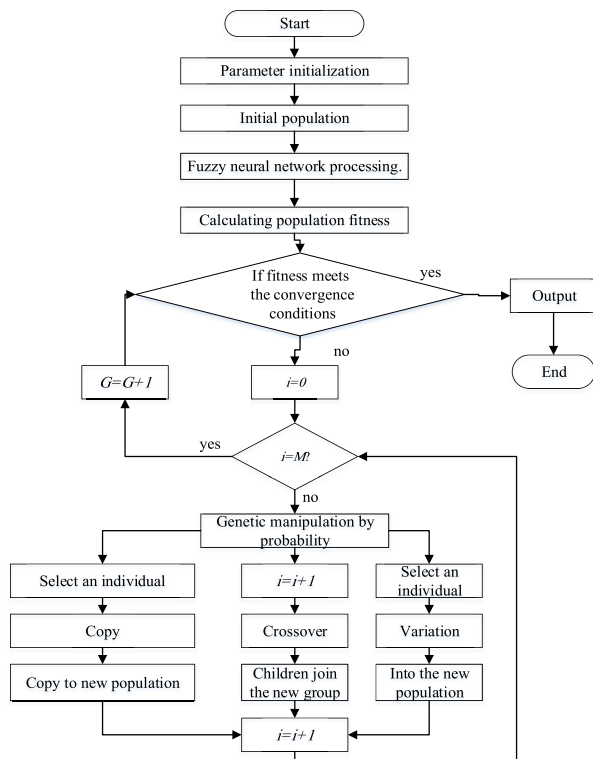 Start
Parameter initialization
Initial population
Fuzzy neural network processing.
Calculating population fitness
If fitness meets
the convergence
conditions
yes
Output
End
no
G=G+1
i=0
yes
i=M?
no
Genetic manipulation by
probability
Select an individual
Copy
Copy to new population
i=i+1
Crossover
Children join
the new group
Select an
individual
Variation
Into the new
population
i=i+1